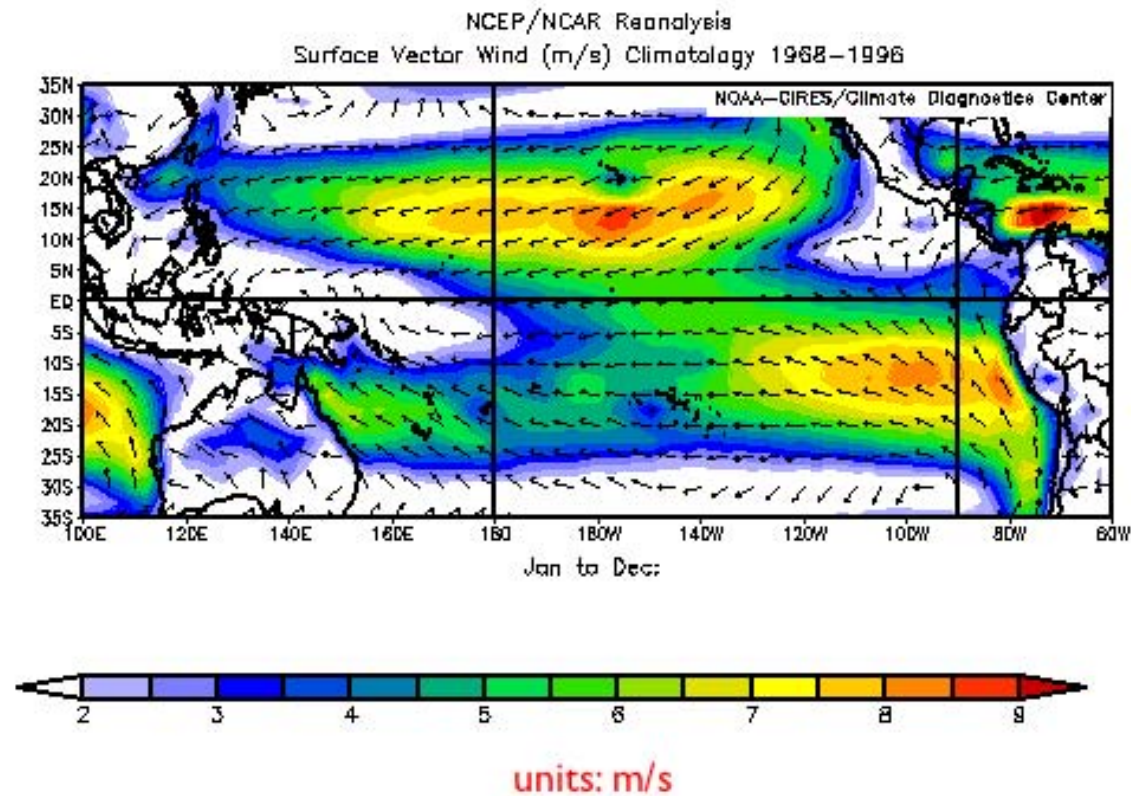 NCEP/NCAR Reanalysis
Surface Vector Wind (m/s) Climatology 1968-1996
NOAA-CIRES/Climate Diagnostics Center
35N
30N
25N
20N
15N
10N
5N
EQ
5S
10S
15S
20S
25S
30S
35S
100E 120E 140E 160E 180 160W 140W 120W 100W 80W 60W
Jan to Dec:
2 3 4 5 6 7 8 9
units: m/s